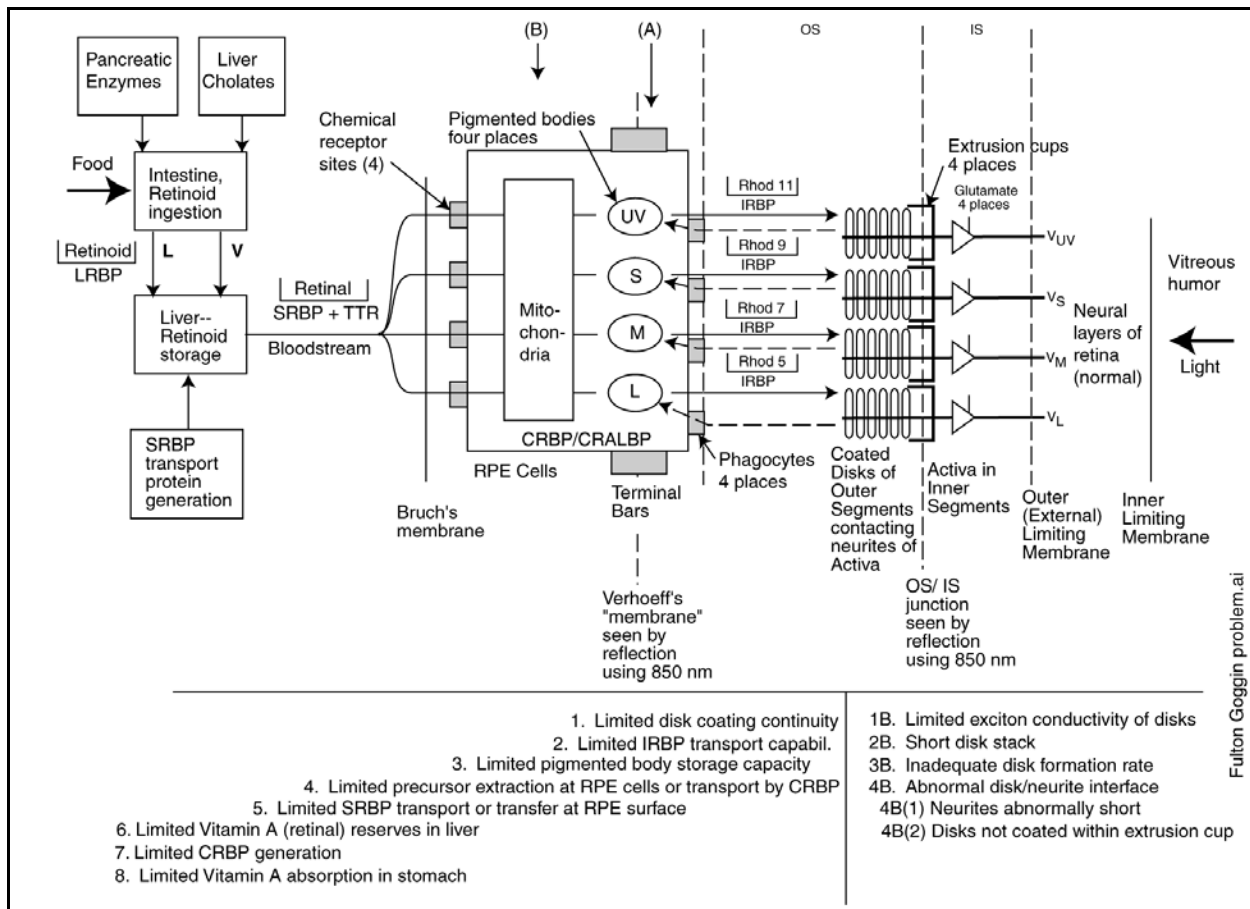 (B)
(A)
OS
IS
Pancreatic
Enzymes
Liver
Cholates
Food
Intestine,
Retinoid
ingestion
Retinoid
LRBP
L
V
Liver--
Retinoid
storage
SRBP
transport
protein
generation
Retinal
SRBP + TTR
Bloodstream
Chemical
receptor
sites (4)
Pigmented bodies
four places
Mito-
chon-
dria
UV
S
M
L
CRBP/CRALBP
RPE Cells
Bruch's
membrane
Terminal
Bars
Phagocytes
4 places
Verhoeff's
"membrane"
seen by
reflection
using 850 nm
Rhod 11
IRBP
Rhod 9
IRBP
Rhod 7
IRBP
Rhod 5
IRBP
Extrusion cups
4 places
Glutamate
4 places
VUV
VS
VM
VL
Coated
Disks of
Outer
Segments
contacting
neurites of
Activa
Activa in
Inner
Segments
OS/ IS
junction
seen by
reflection
using 850 nm
Outer
(External)
Limiting
Membrane
Neural
layers of
retina
(normal)
Inner
Limiting
Membrane
Vitreous
humor
Light
Fulton Goggin problem.ai
1. Limited disk coating continuity
2. Limited IRBP transport capabil.
3. Limited pigmented body storage capacity
4. Limited precursor extraction at RPE cells or transport by CRBP
5. Limited SRBP transport or transfer at RPE surface
6. Limited Vitamin A (retinal) reserves in liver
7. Limited CRBP generation
8. Limited Vitamin A absorption in stomach
1B. Limited exciton conductivity of disks
2B. Short disk stack
3B. Inadequate disk formation rate
4B. Abnormal disk/neurite interface
4B(1) Neurites abnormally short
4B(2) Disks not coated within extrusion cup